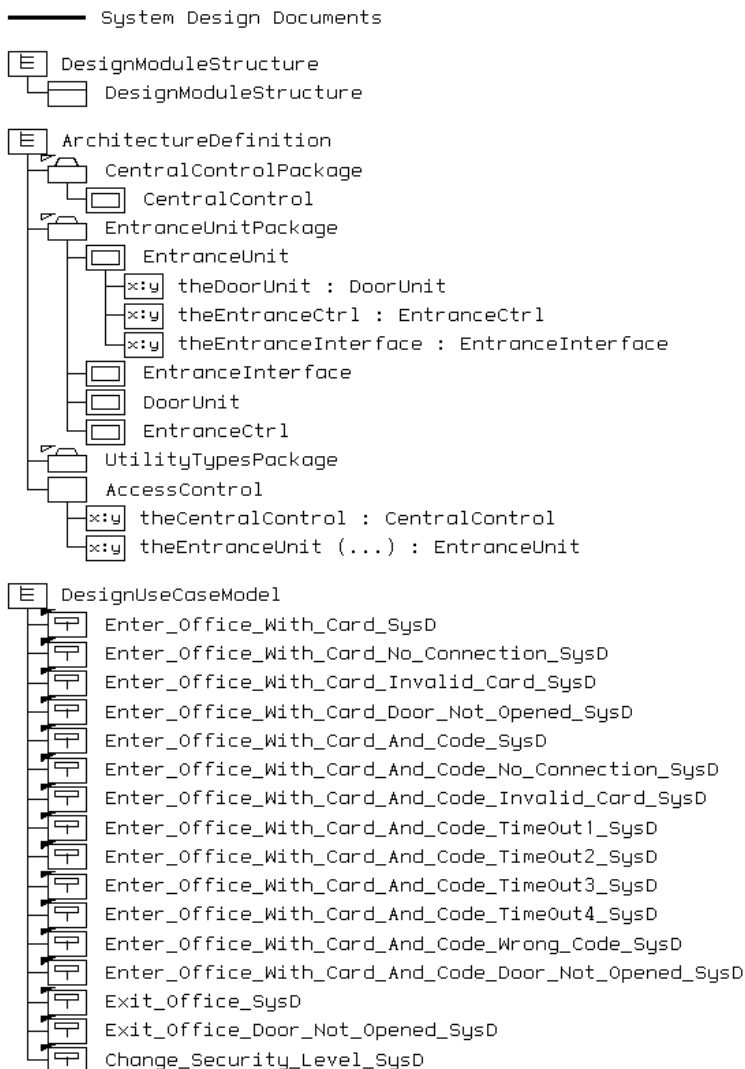 System Design Documents
DesignModuleStructure
DesignModuleStructure
ArchitectureDefinition
CentralControlPackage
CentralControl
EntranceUnitPackage
EntranceUnit
x:y theDoorUnit : DoorUnit
x:y theEntranceCtrl : EntranceCtrl
x:y theEntranceInterface : EntranceInterface
EntranceInterface
DoorUnit
EntranceCtrl
UtilityTypesPackage
AccessControl
x:y theCentralControl : CentralControl
x:y theEntranceUnit (...) : EntranceUnit
DesignUseCaseModel
Enter_Office_With_Card_SysD
Enter_Office_With_Card_No_Connection_SysD
Enter_Office_With_Card_Invalid_Card_SysD
Enter_Office_With_Card_Door_Not_Opened_SysD
Enter_Office_With_Card_And_Code_SysD
Enter_Office_With_Card_And_Code_No_Connection_SysD
Enter_Office_With_Card_And_Code_Invalid_Card_SysD
Enter_Office_With_Card_And_Code_TimeOut1_SysD
Enter_Office_With_Card_And_Code_TimeOut2_SysD
Enter_Office_With_Card_And_Code_TimeOut3_SysD
Enter_Office_With_Card_And_Code_TimeOut4_SysD
Enter_Office_With_Card_And_Code_Wrong_Code_SysD
Enter_Office_With_Card_And_Code_Door_Not_Opened_SysD
Exit_Office_SysD
Exit_Office_Door_Not_Opened_SysD
Change_Security_Level_SysD